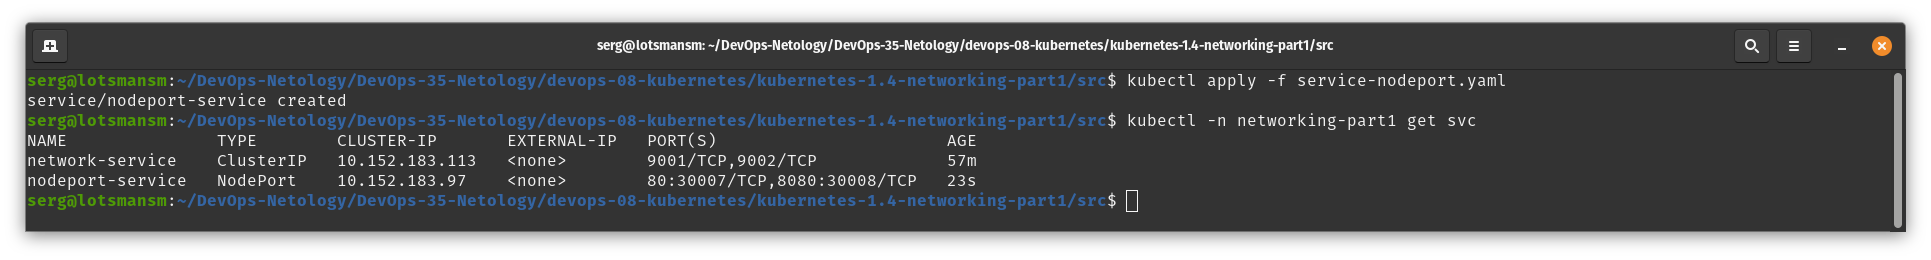 serg@lotsmansm: ~/DevOps-Netology/DevOps-35-Netology/devops-08-kubernetes/kubernetes-1.4-networking-part1/src
serg@lotsmansm:~/DevOps-Netology/DevOps-35-Netology/devops-08-kubernetes/kubernetes-1.4-networking-part1/src$ kubectl apply -f service-nodeport.yaml
service/nodeport-service created
serg@lotsmansm:~/DevOps-Netology/DevOps-35-Netology/devops-08-kubernetes/kubernetes-1.4-networking-part1/src$ kubectl -n networking-part1 get svc
NAME               TYPE        CLUSTER-IP       EXTERNAL-IP   PORT(S)                       AGE
network-service    ClusterIP   10.152.183.113   <none>        9001/TCP,9002/TCP             57m
nodeport-service   NodePort    10.152.183.97    <none>        80:30007/TCP,8080:30008/TCP   23s
serg@lotsmansm:~/DevOps-Netology/DevOps-35-Netology/devops-08-kubernetes/kubernetes-1.4-networking-part1/src$